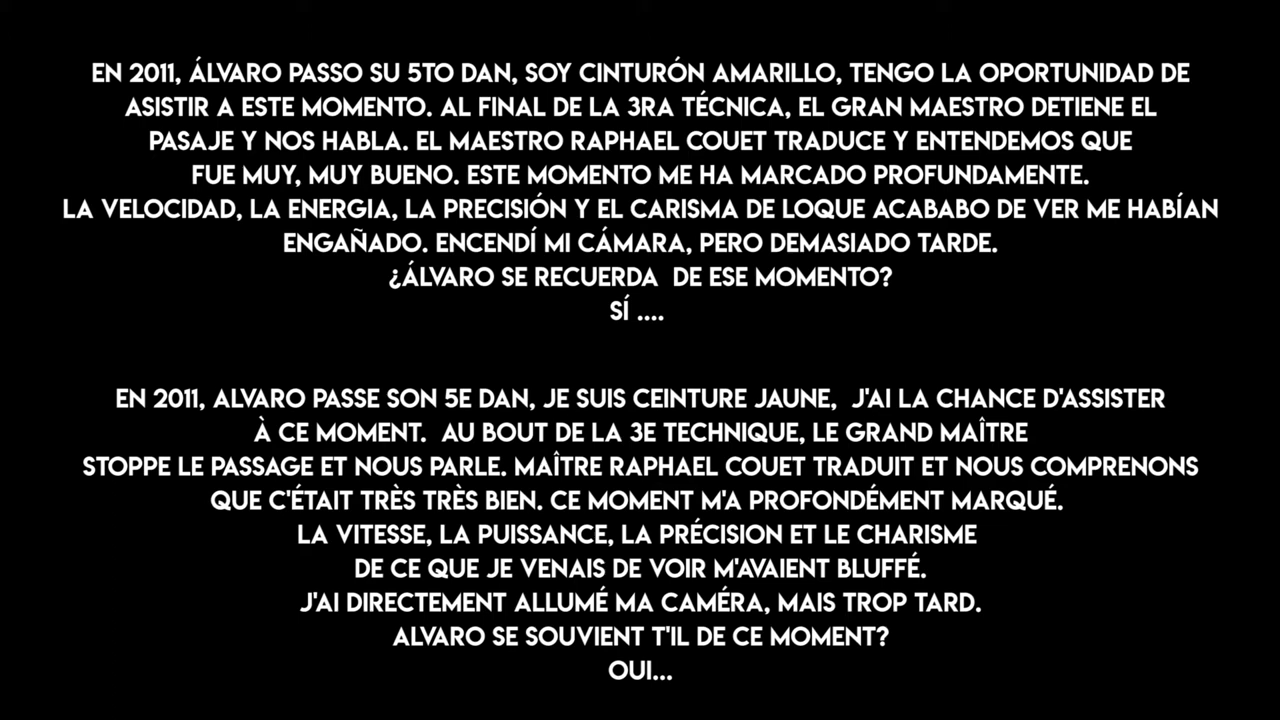 EN 2011, ÁLVARO PASSO SU 5TO DAN, SOY CINTURÓN AMARILLO, TENGO LA OPORTUNIDAD DE
ASISTIR A ESTE MOMENTO. AL FINAL DE LA 3RA TÉCNICA, EL GRAN MAESTRO DETIENE EL
PASAJE Y NOS HABLA. EL MAESTRO RAPHAEL COUET TRADUCE Y ENTENDEMOS QUE
FUE MUY, MUY BUENO. ESTE MOMENTO ME HA MARCADO PROFUNDAMENTE.
LA VELOCIDAD, LA ENERGIA, LA PRECISIÓN Y EL CARISMA DE LOQUE ACABABO DE VER ME HABÍAN
ENGAÑADO. ENCENDÍ MI CÁMARA, PERO DEMASIADO TARDE.
¿ÁLVARO SE RECUERDA DE ESE MOMENTO?
SÍ ....
EN 2011, ALVARO PASSE SON 5E DAN, JE SUIS CEINTURE JAUNE, J'AI LA CHANCE D'ASSISTER
À CE MOMENT. AU BOUT DE LA 3E TECHNIQUE, LE GRAND MAÎTRE
STOPPE LE PASSAGE ET NOUS PARLE. MAÎTRE RAPHAEL COUET TRADUIT ET NOUS COMPRENONS
QUE C'ÉTAIT TRÈS TRÈS BIEN. CE MOMENT M'A PROFONDÉMENT MARQUÉ.
LA VITESSE, LA PUISSANCE, LA PRÉCISION ET LE CHARISME
DE CE QUE JE VENAIS DE VOIR M'AVAIENT BLUFFÉ.
J'AI DIRECTEMENT ALLUMÉ MA CAMÉRA, MAIS TROP TARD.
ALVARO SE SOUVIENT T'IL DE CE MOMENT?
OUI...